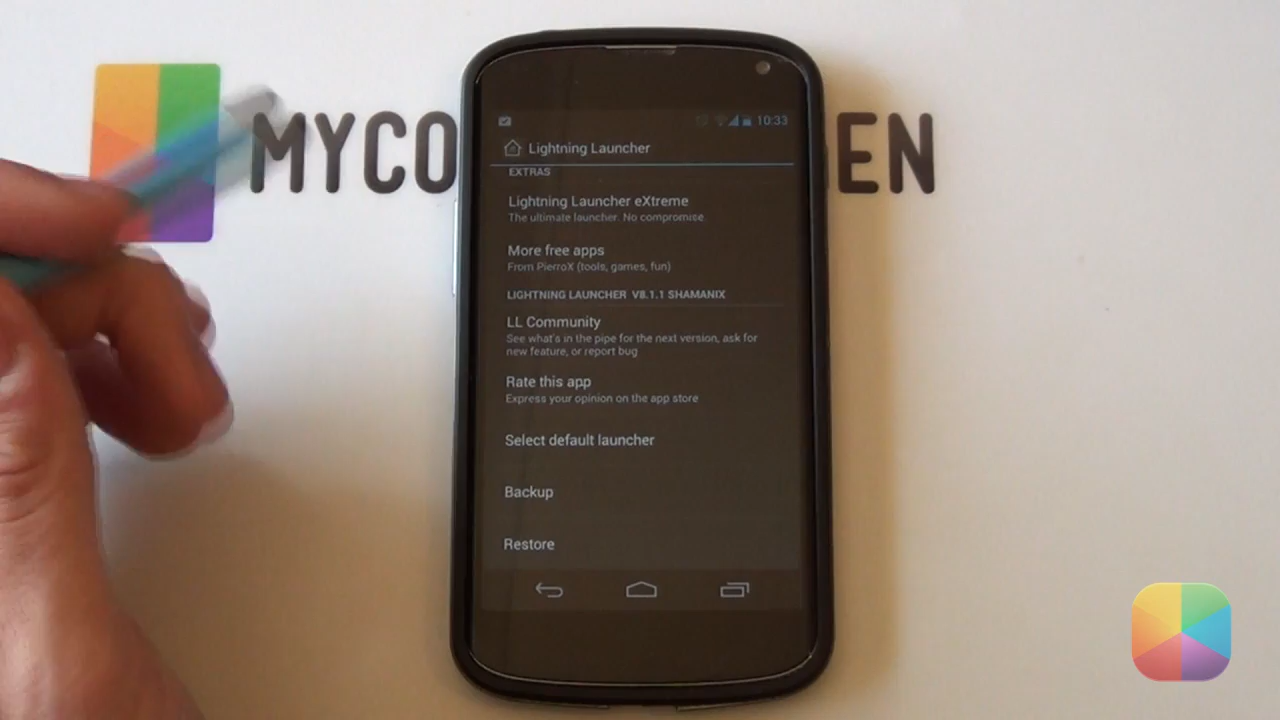 MYCO
EN
10:33
Lightning Launcher
EXTRAS
Lightning Launcher eXtreme
The ultimate launcher. No compromise.
More free apps
From PierroX (tools, games, fun)
LIGHTNING LAUNCHER V8.1.1 SHAMANIX
LL Community
See what's in the pipe for the next version, ask for
new feature, or report bug
Rate this app
Express your opinion on the app store
Select default launcher
Backup
Restore